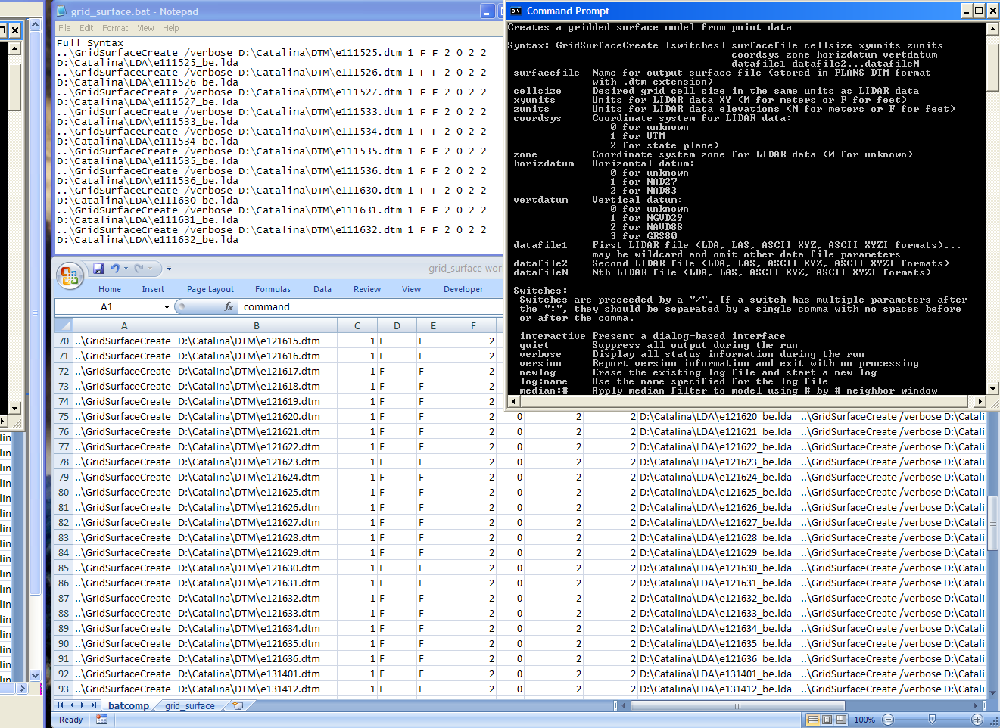 grid_surface.bat - Notepad
File Edit Format View Help
Full Syntax
..\GridSurfaceCreate /verbose D:\Catalina\DTM\e111525.dtm 1 F F 2 0 2 2
D:\Catalina\LDA\e111525_be.lda
..\GridSurfaceCreate /verbose D:\Catalina\DTM\e111526.dtm 1 F F 2 0 2 2
D:\Catalina\LDA\e111526_be.lda
..\GridSurfaceCreate /verbose D:\Catalina\DTM\e111527.dtm 1 F F 2 0 2 2
D:\Catalina\LDA\e111527_be.lda
..\GridSurfaceCreate /verbose D:\Catalina\DTM\e111533.dtm 1 F F 2 0 2 2
D:\Catalina\LDA\e111533_be.lda
..\GridSurfaceCreate /verbose D:\Catalina\DTM\e111534.dtm 1 F F 2 0 2 2
D:\Catalina\LDA\e111534_be.lda
..\GridSurfaceCreate /verbose D:\Catalina\DTM\e111535.dtm 1 F F 2 0 2 2
D:\Catalina\LDA\e111535_be.lda
..\GridSurfaceCreate /verbose D:\Catalina\DTM\e111536.dtm 1 F F 2 0 2 2
D:\Catalina\LDA\e111536_be.lda
..\GridSurfaceCreate /verbose D:\Catalina\DTM\e111630.dtm 1 F F 2 0 2 2
D:\Catalina\LDA\e111630_be.lda
..\GridSurfaceCreate /verbose D:\Catalina\DTM\e111631.dtm 1 F F 2 0 2 2
D:\Catalina\LDA\e111631_be.lda
..\GridSurfaceCreate /verbose D:\Catalina\DTM\e111632.dtm 1 F F 2 0 2 2
D:\Catalina\LDA\e111632_be.lda
Command Prompt
Creates a gridded surface model from point data
Syntax: GridSurfaceCreate [switches] surfacefile cellsize xyunits zunits
coordsys zone horizdatum vertdatum
datafile1 datafile2...datafileN
surfacefile Name for output surface file (stored in PLANS DTM format
with .dtm extension)
cellsize Desired grid cell size in the same units as LIDAR data
xyunits Units for LIDAR data XY (M for meters or F for feet)
zunits Units for LIDAR data elevations (M for meters or F for feet)
coordsys Coordinate system for LIDAR data:
0 for unknown
1 for UTM
2 for state plane)
zone Coordinate system zone for LIDAR data (0 for unknown)
horizdatum Horizontal datum:
0 for unknown
1 for NAD27
2 for NAD83
vertdatum Vertical datum:
0 for unknown
1 for NGVD29
2 for NAVD88
3 for GRS80
datafile1 First LIDAR file (LDA, LAS, ASCII XYZ, ASCII XYZI formats)...
may be wildcard and omit other data file parameters
datafile2 Second LIDAR file (LDA, LAS, ASCII XYZ, ASCII XYZI formats)
datafileN Nth LIDAR file (LDA, LAS, ASCII XYZ, ASCII XYZI formats)
Switches:
Switches are preceeded by a "/". If a switch has multiple parameters after
the ":", they should be separated by a single comma with no spaces before
or after the comma.
interactive Present a dialog-based interface
quiet Suppress all output during the run
verbose Display all status information during the run
version Report version information and exit with no processing
newlog Erase the existing log file and start a new log
log:name Use the name specified for the log file
median:# Apply median filter to model using # by # neighbor window
grid_surface wor
Home Insert Page Layout Formulas Data Review View Developer
A1 fx command
A B C D E F
70 ..\GridSurfaceCreate D:\Catalina\DTM\e121615.dtm 1 F F 2
71 ..\GridSurfaceCreate D:\Catalina\DTM\e121616.dtm 1 F F 2
72 ..\GridSurfaceCreate D:\Catalina\DTM\e121617.dtm 1 F F 2
73 ..\GridSurfaceCreate D:\Catalina\DTM\e121618.dtm 1 F F 2
74 ..\GridSurfaceCreate D:\Catalina\DTM\e121619.dtm 1 F F 2
75 ..\GridSurfaceCreate D:\Catalina\DTM\e121620.dtm 1 F F 2 0 2 2 D:\Catalina\LDA\e121620_be.lda ..\GridSurfaceCreate /verbose D:\Catalin
76 ..\GridSurfaceCreate D:\Catalina\DTM\e121621.dtm 1 F F 2 0 2 2 D:\Catalina\LDA\e121621_be.lda ..\GridSurfaceCreate /verbose D:\Catalin
77 ..\GridSurfaceCreate D:\Catalina\DTM\e121622.dtm 1 F F 2 0 2 2 D:\Catalina\LDA\e121622_be.lda ..\GridSurfaceCreate /verbose D:\Catalin
78 ..\GridSurfaceCreate D:\Catalina\DTM\e121623.dtm 1 F F 2 0 2 2 D:\Catalina\LDA\e121623_be.lda ..\GridSurfaceCreate /verbose D:\Catalin
79 ..\GridSurfaceCreate D:\Catalina\DTM\e121624.dtm 1 F F 2 0 2 2 D:\Catalina\LDA\e121624_be.lda ..\GridSurfaceCreate /verbose D:\Catalin
80 ..\GridSurfaceCreate D:\Catalina\DTM\e121625.dtm 1 F F 2 0 2 2 D:\Catalina\LDA\e121625_be.lda ..\GridSurfaceCreate /verbose D:\Catalin
81 ..\GridSurfaceCreate D:\Catalina\DTM\e121626.dtm 1 F F 2 0 2 2 D:\Catalina\LDA\e121626_be.lda ..\GridSurfaceCreate /verbose D:\Catalin
82 ..\GridSurfaceCreate D:\Catalina\DTM\e121627.dtm 1 F F 2 0 2 2 D:\Catalina\LDA\e121627_be.lda ..\GridSurfaceCreate /verbose D:\Catalin
83 ..\GridSurfaceCreate D:\Catalina\DTM\e121628.dtm 1 F F 2 0 2 2 D:\Catalina\LDA\e121628_be.lda ..\GridSurfaceCreate /verbose D:\Catalin
84 ..\GridSurfaceCreate D:\Catalina\DTM\e121629.dtm 1 F F 2 0 2 2 D:\Catalina\LDA\e121629_be.lda ..\GridSurfaceCreate /verbose D:\Catalin
85 ..\GridSurfaceCreate D:\Catalina\DTM\e121630.dtm 1 F F 2 0 2 2 D:\Catalina\LDA\e121630_be.lda ..\GridSurfaceCreate /verbose D:\Catalin
86 ..\GridSurfaceCreate D:\Catalina\DTM\e121631.dtm 1 F F 2 0 2 2 D:\Catalina\LDA\e121631_be.lda ..\GridSurfaceCreate /verbose D:\Catalin
87 ..\GridSurfaceCreate D:\Catalina\DTM\e121632.dtm 1 F F 2 0 2 2 D:\Catalina\LDA\e121632_be.lda ..\GridSurfaceCreate /verbose D:\Catalin
88 ..\GridSurfaceCreate D:\Catalina\DTM\e121633.dtm 1 F F 2 0 2 2 D:\Catalina\LDA\e121633_be.lda ..\GridSurfaceCreate /verbose D:\Catalin
89 ..\GridSurfaceCreate D:\Catalina\DTM\e121634.dtm 1 F F 2 0 2 2 D:\Catalina\LDA\e121634_be.lda ..\GridSurfaceCreate /verbose D:\Catalin
90 ..\GridSurfaceCreate D:\Catalina\DTM\e121635.dtm 1 F F 2 0 2 2 D:\Catalina\LDA\e121635_be.lda ..\GridSurfaceCreate /verbose D:\Catalin
91 ..\GridSurfaceCreate D:\Catalina\DTM\e121636.dtm 1 F F 2 0 2 2 D:\Catalina\LDA\e121636_be.lda ..\GridSurfaceCreate /verbose D:\Catalin
92 ..\GridSurfaceCreate D:\Catalina\DTM\e131401.dtm 1 F F 2 0 2 2 D:\Catalina\LDA\e131401_be.lda ..\GridSurfaceCreate /verbose D:\Catalin
93 ..\GridSurfaceCreate D:\Catalina\DTM\e131412.dtm 1 F F 2 0 2 2 D:\Catalina\LDA\e131412_be.lda ..\GridSurfaceCreate /verbose D:\Catalin
batcomp grid_surface
Ready 100%